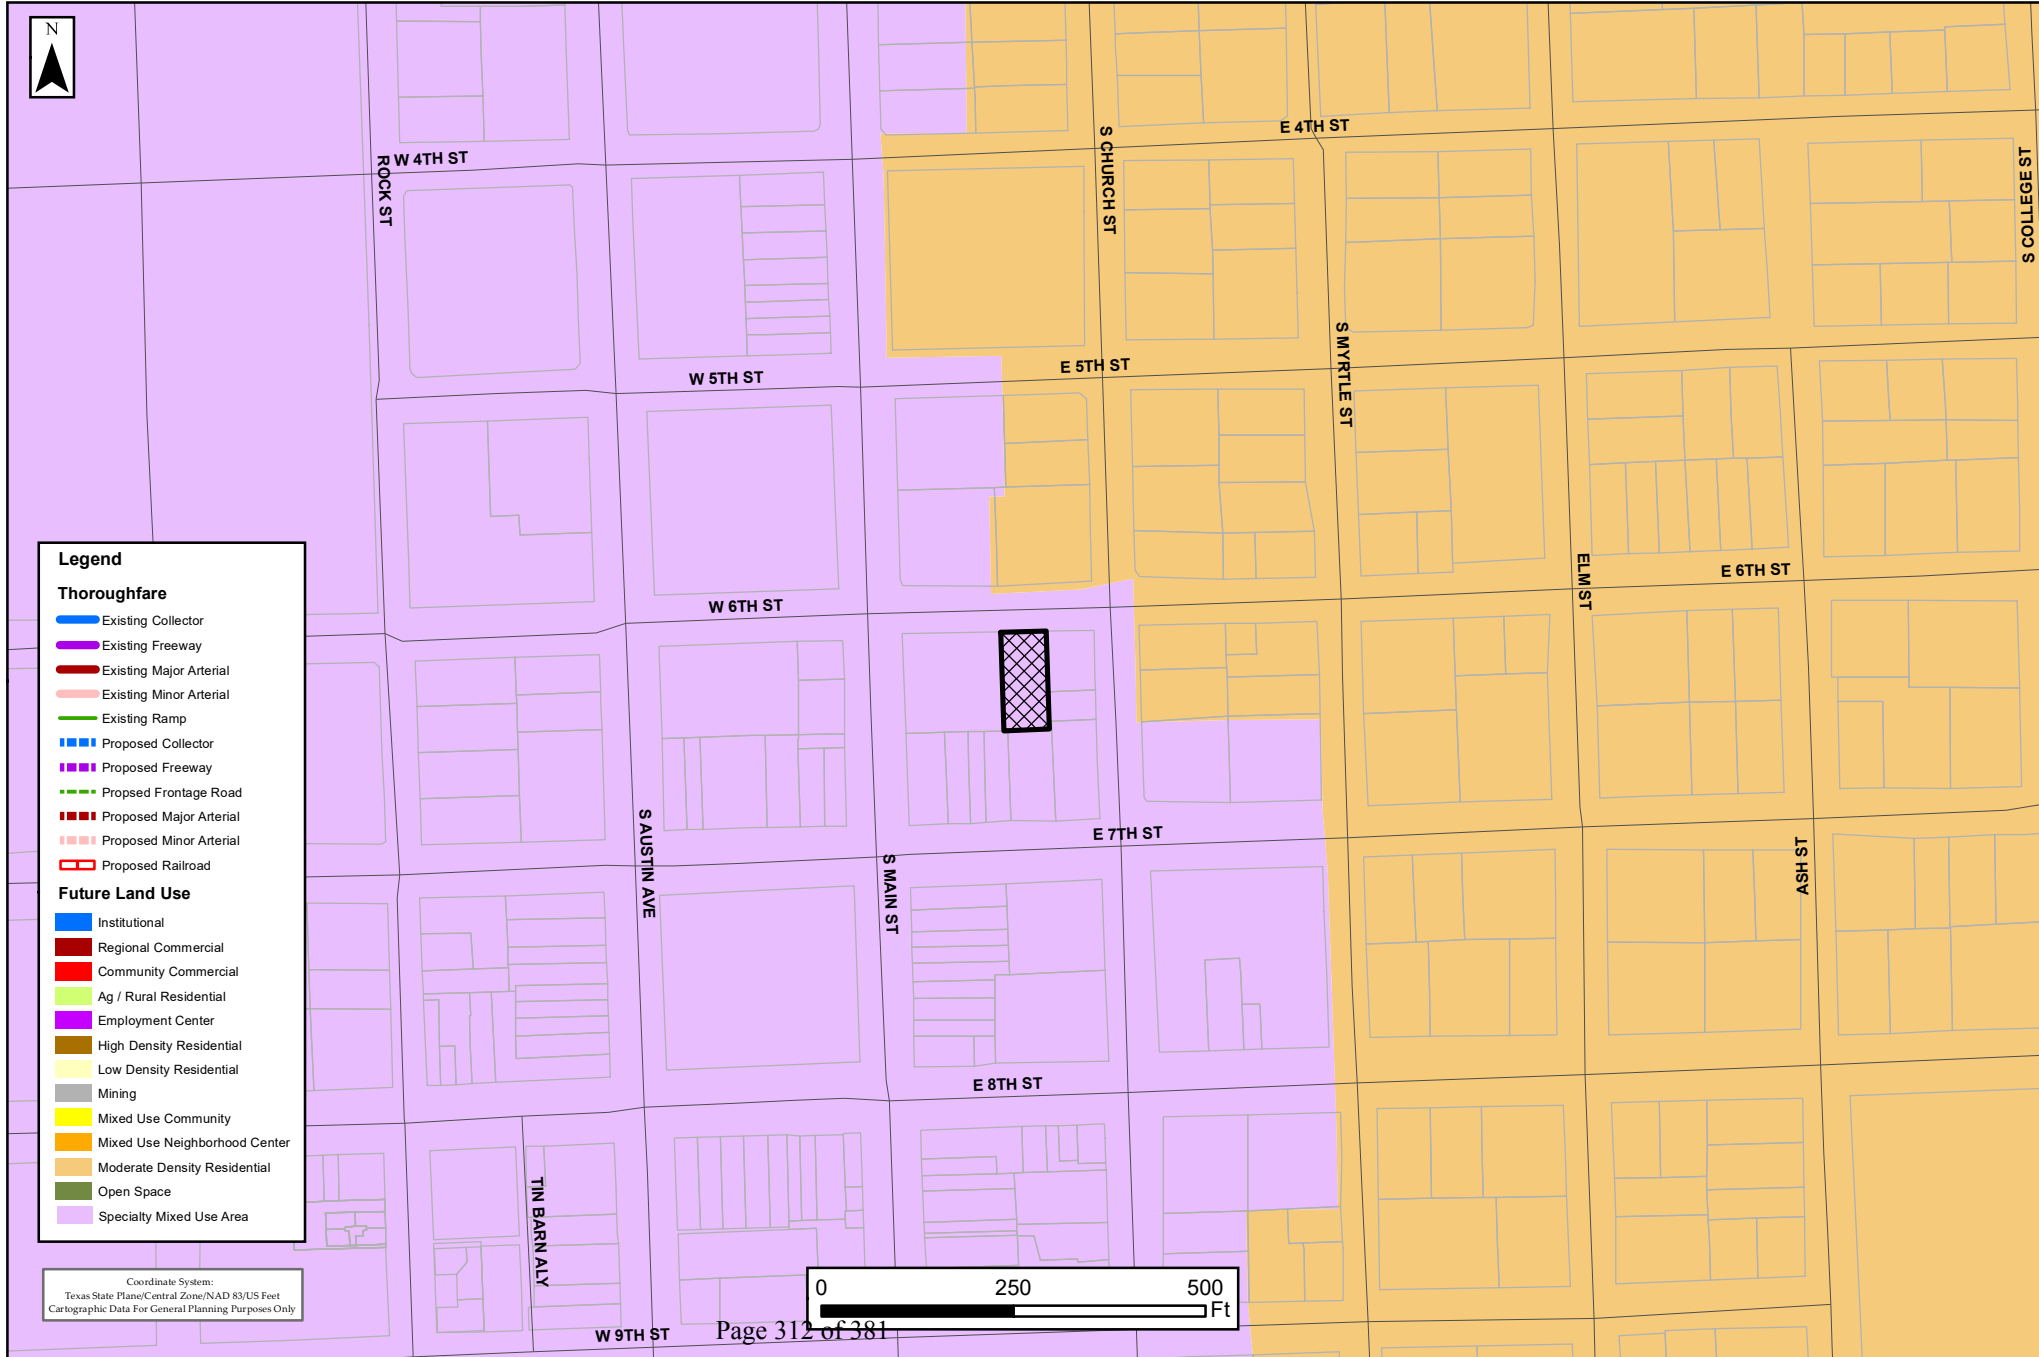 N
E 4TH ST
W 4TH ST
ROCK ST
S CHURCH ST
S COLLEGE ST
S MYRTLE ST
E 5TH ST
W 5TH ST
ELM ST
E 6TH ST
W 6TH ST
S AUSTIN AVE
S MAIN ST
E 7TH ST
ASH ST
E 8TH ST
TIN BARN ALY
W 9TH ST
Legend
Thoroughfare
Existing Collector
Existing Freeway
Existing Major Arterial
Existing Minor Arterial
Existing Ramp
Proposed Collector
Proposed Freeway
Propsed Frontage Road
Proposed Major Arterial
Proposed Minor Arterial
Proposed Railroad
Future Land Use
Institutional
Regional Commercial
Community Commercial
Ag / Rural Residential
Employment Center
High Density Residential
Low Density Residential
Mining
Mixed Use Community
Mixed Use Neighborhood Center
Moderate Density Residential
Open Space
Specialty Mixed Use Area
Coordinate System:
Texas State Plane/Central Zone/NAD 83/US Feet
Cartographic Data For General Planning Purposes Only
0 250 500
Ft
Page 312 of 381